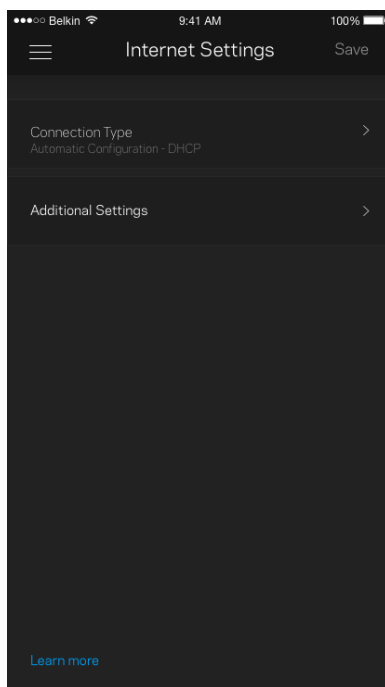 ●●●○○ Belkin 9:41 AM 100%
Internet Settings Save
Connection Type
Automatic Configuration - DHCP
Additional Settings
Learn more